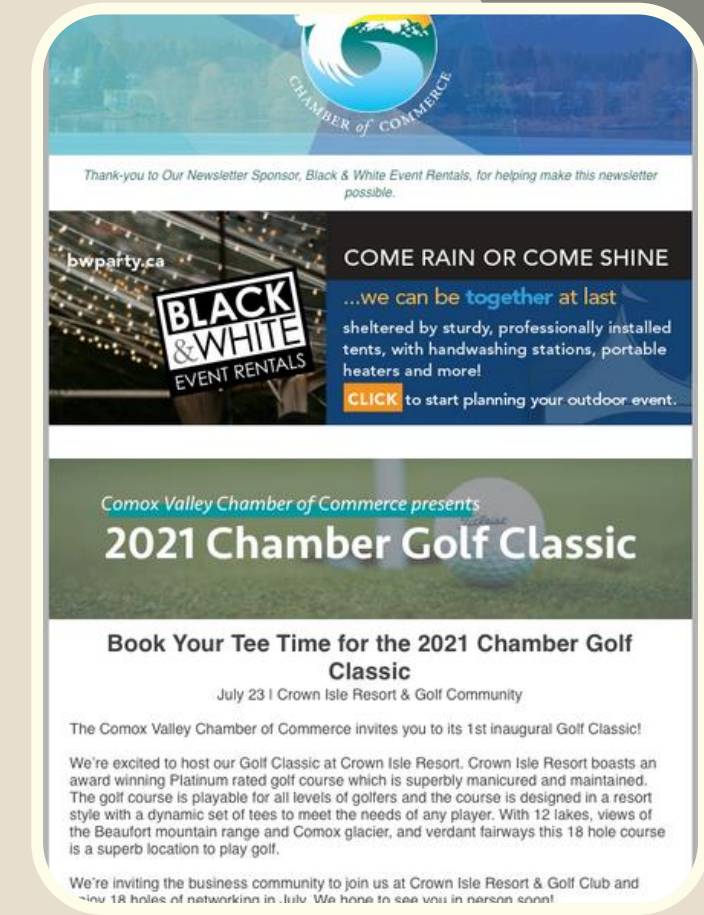 CHAMBER of COMMERCE
Thank-you to Our Newsletter Sponsor, Black & White Event Rentals, for helping make this newsletter
possible.
bwparty.ca
BLACK
&WHITE
EVENT RENTALS
COME RAIN OR COME SHINE
...we can be together at last
sheltered by sturdy, professionally installed
tents, with handwashing stations, portable
heaters and more!
CLICK to start planning your outdoor event.
Comox Valley Chamber of Commerce presents
Titleist
2021 Chamber Golf Classic
Book Your Tee Time for the 2021 Chamber Golf
Classic
July 23 I Crown Isle Resort & Golf Community
The Comox Valley Chamber of Commerce invites you to its 1st inaugural Golf Classic!
We're excited to host our Golf Classic at Crown Isle Resort. Crown Isle Resort boasts an
award winning Platinum rated golf course which is superbly manicured and maintained.
The golf course is playable for all levels of golfers and the course is designed in a resort
style with a dynamic set of tees to meet the needs of any player. With 12 lakes, views of
the Beaufort mountain range and Comox glacier, and verdant fairways this 18 hole course
is a superb location to play golf.
We're inviting the business community to join us at Crown Isle Resort & Golf Club and
enjoy 18 holes of networking in July. We hope to see you in person soon!